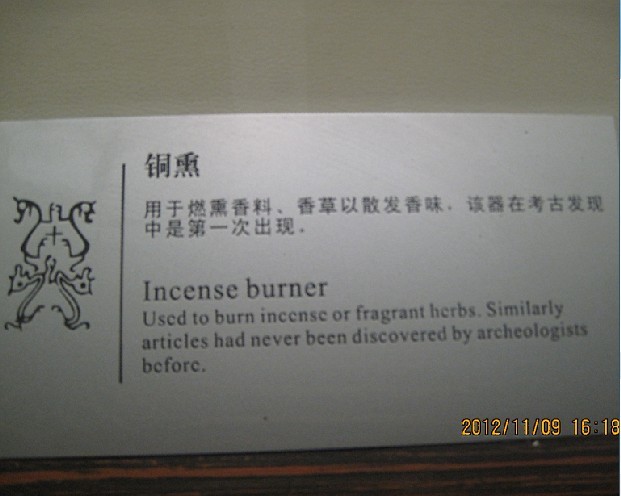 铜熏
用于燃熏香料、香草以散发香味．该器在考古发现
中是第一次出现。
Incense burner
Used to burn incense or fragrant herbs. Similarly
articles had never been discovered by archeologists
before.
2012/11/09 16:18